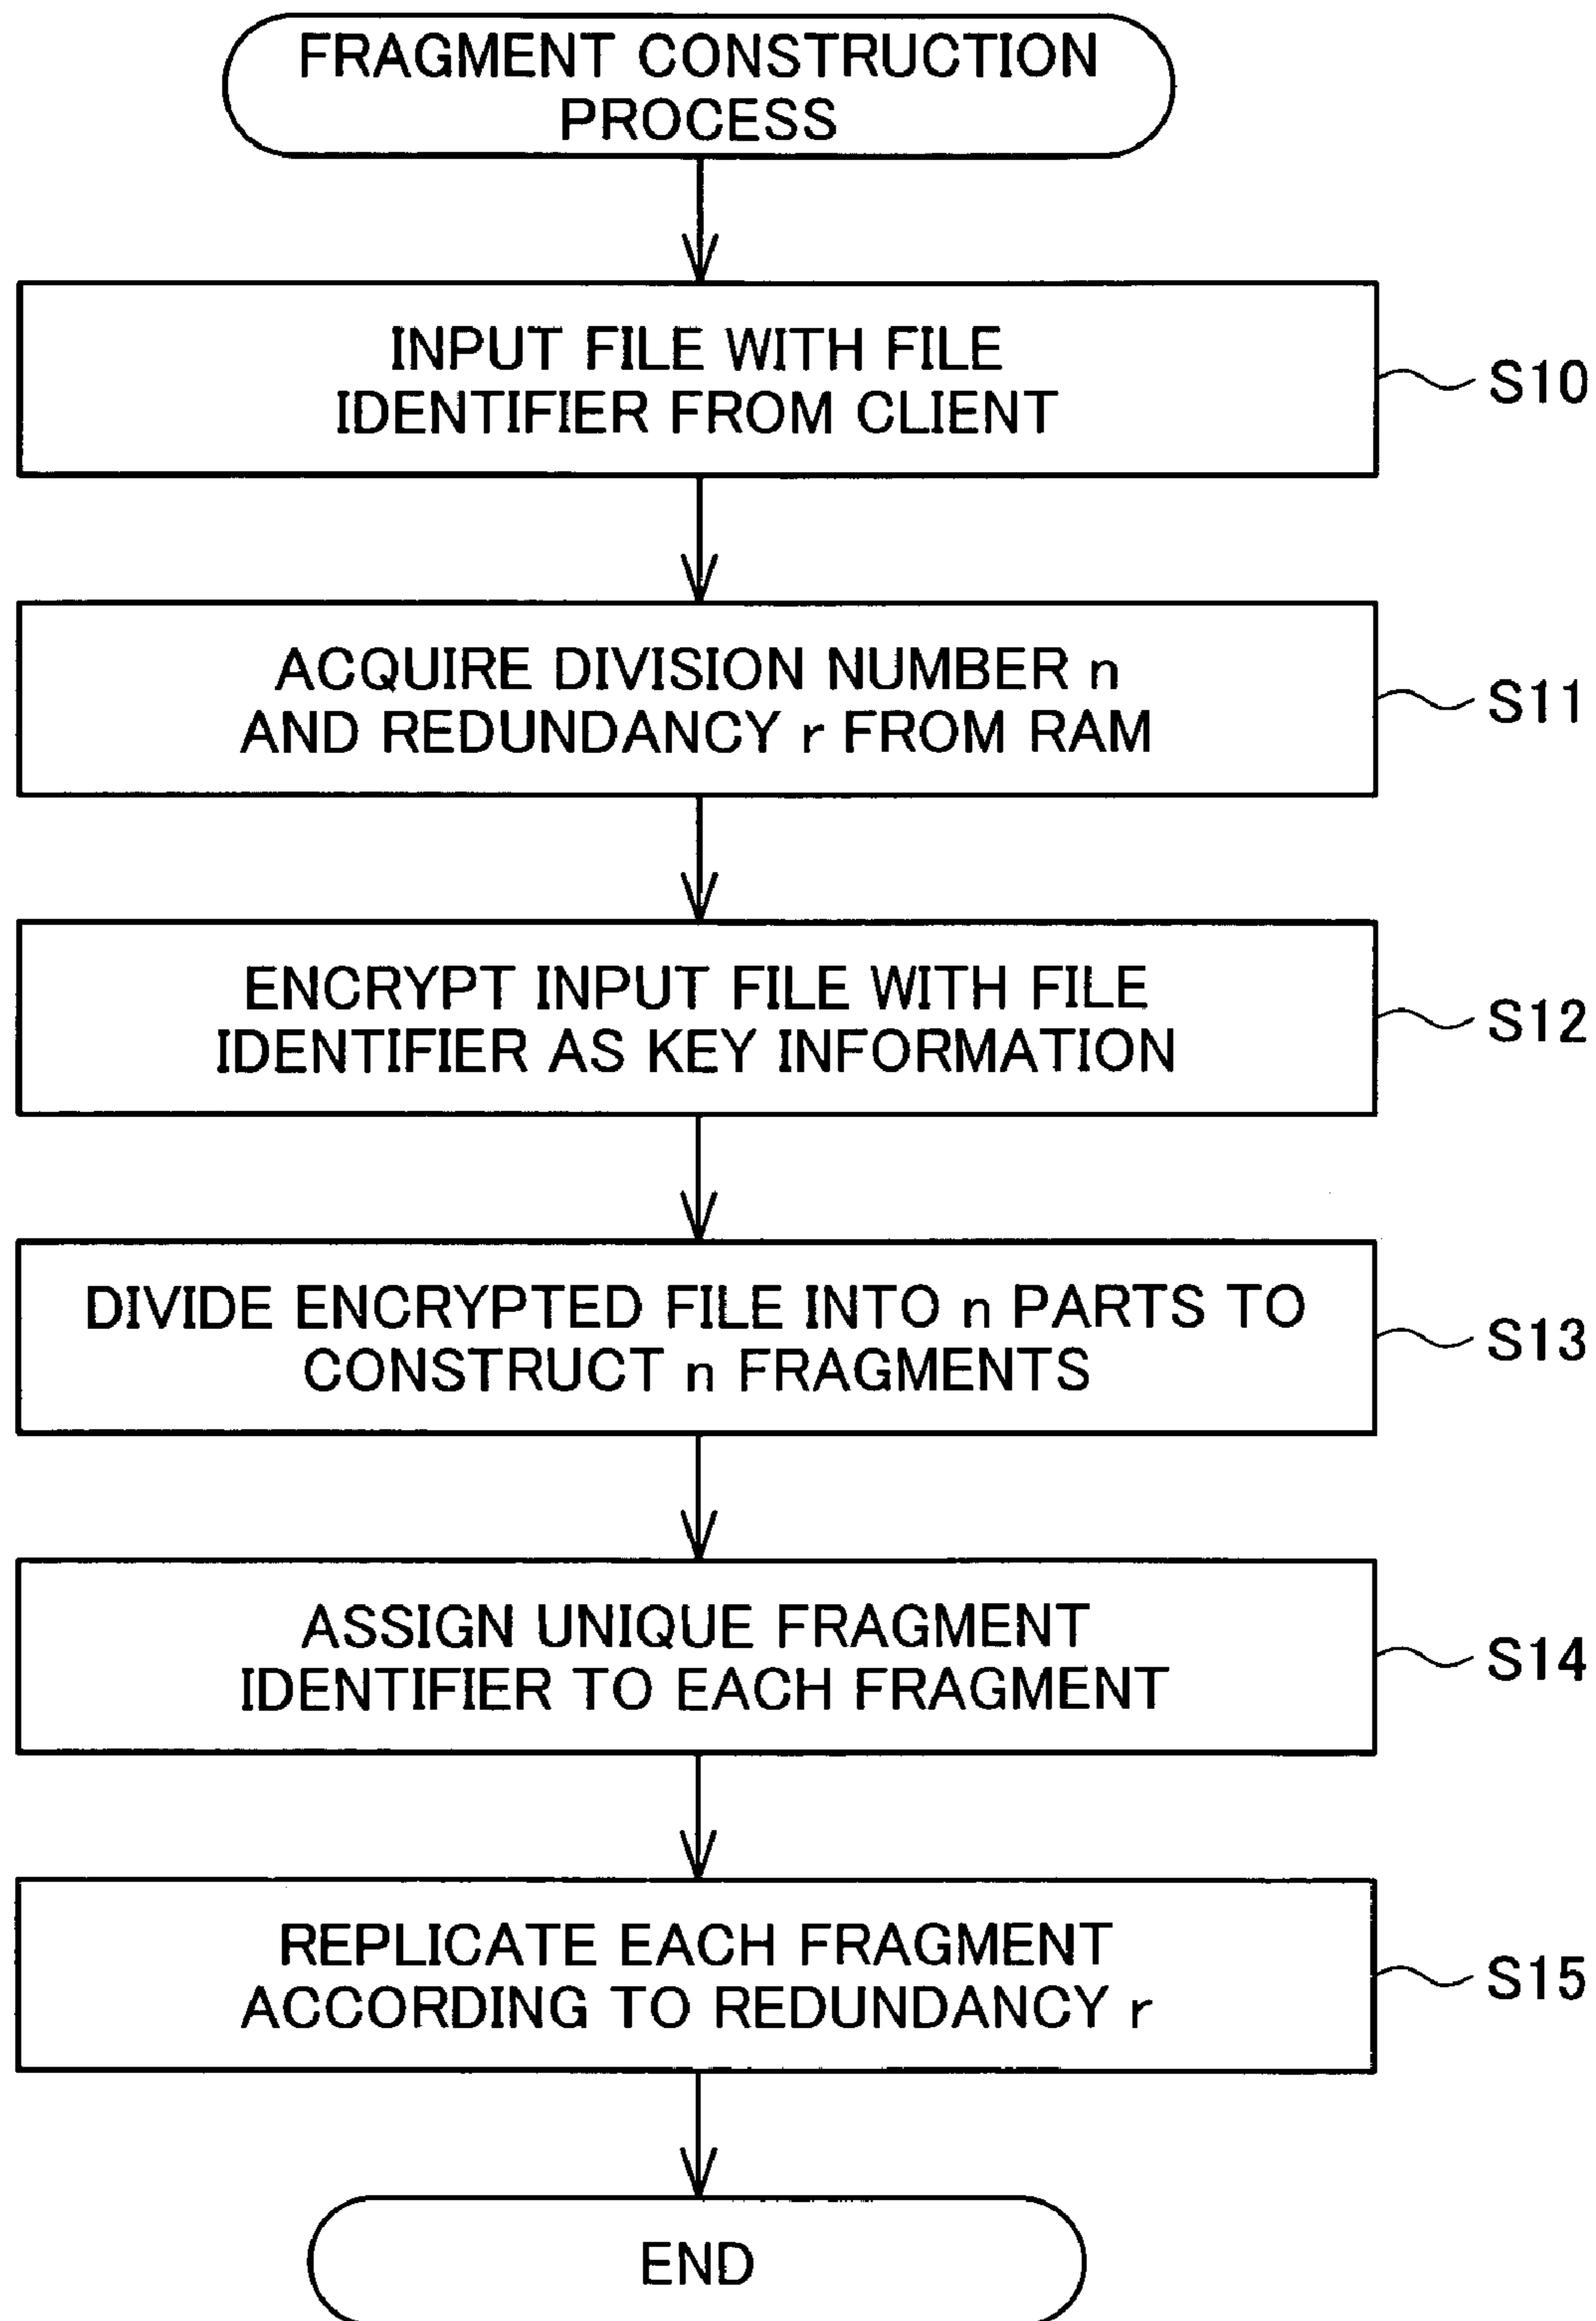 FRAGMENT CONSTRUCTION
PROCESS
INPUT FILE WITH FILE
IDENTIFIER FROM CLIENT
S10
ACQUIRE DIVISION NUMBER n
AND REDUNDANCY r FROM RAM
S11
ENCRYPT INPUT FILE WITH FILE
IDENTIFIER AS KEY INFORMATION
S12
DIVIDE ENCRYPTED FILE INTO n PARTS TO
CONSTRUCT n FRAGMENTS
S13
ASSIGN UNIQUE FRAGMENT
IDENTIFIER TO EACH FRAGMENT
S14
REPLICATE EACH FRAGMENT
ACCORDING TO REDUNDANCY r
S15
END